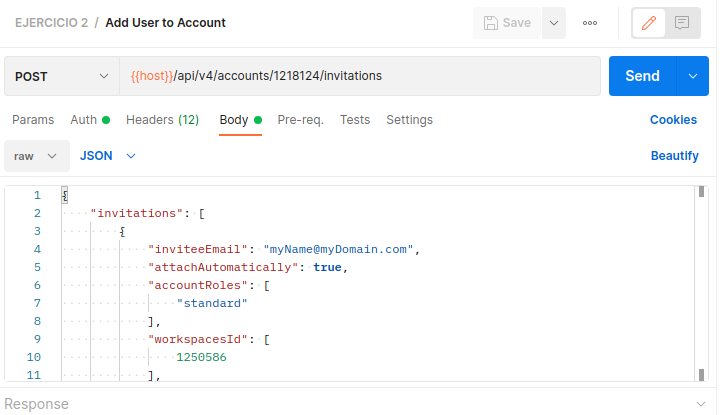 EJERCICIO 2 / Add User to Account
Save
POST
{{host}}/api/v4/accounts/1218124/invitations
Send
Params Auth Headers (12) Body Pre-req. Tests Settings Cookies
raw JSON Beautify
1 {
2 "invitations": [
3 {
4 "inviteeEmail": "myName@myDomain.com",
5 "attachAutomatically": true,
6 "accountRoles": [
7 "standard"
8 ],
9 "workspacesId": [
10 1250586
11 ],
Response